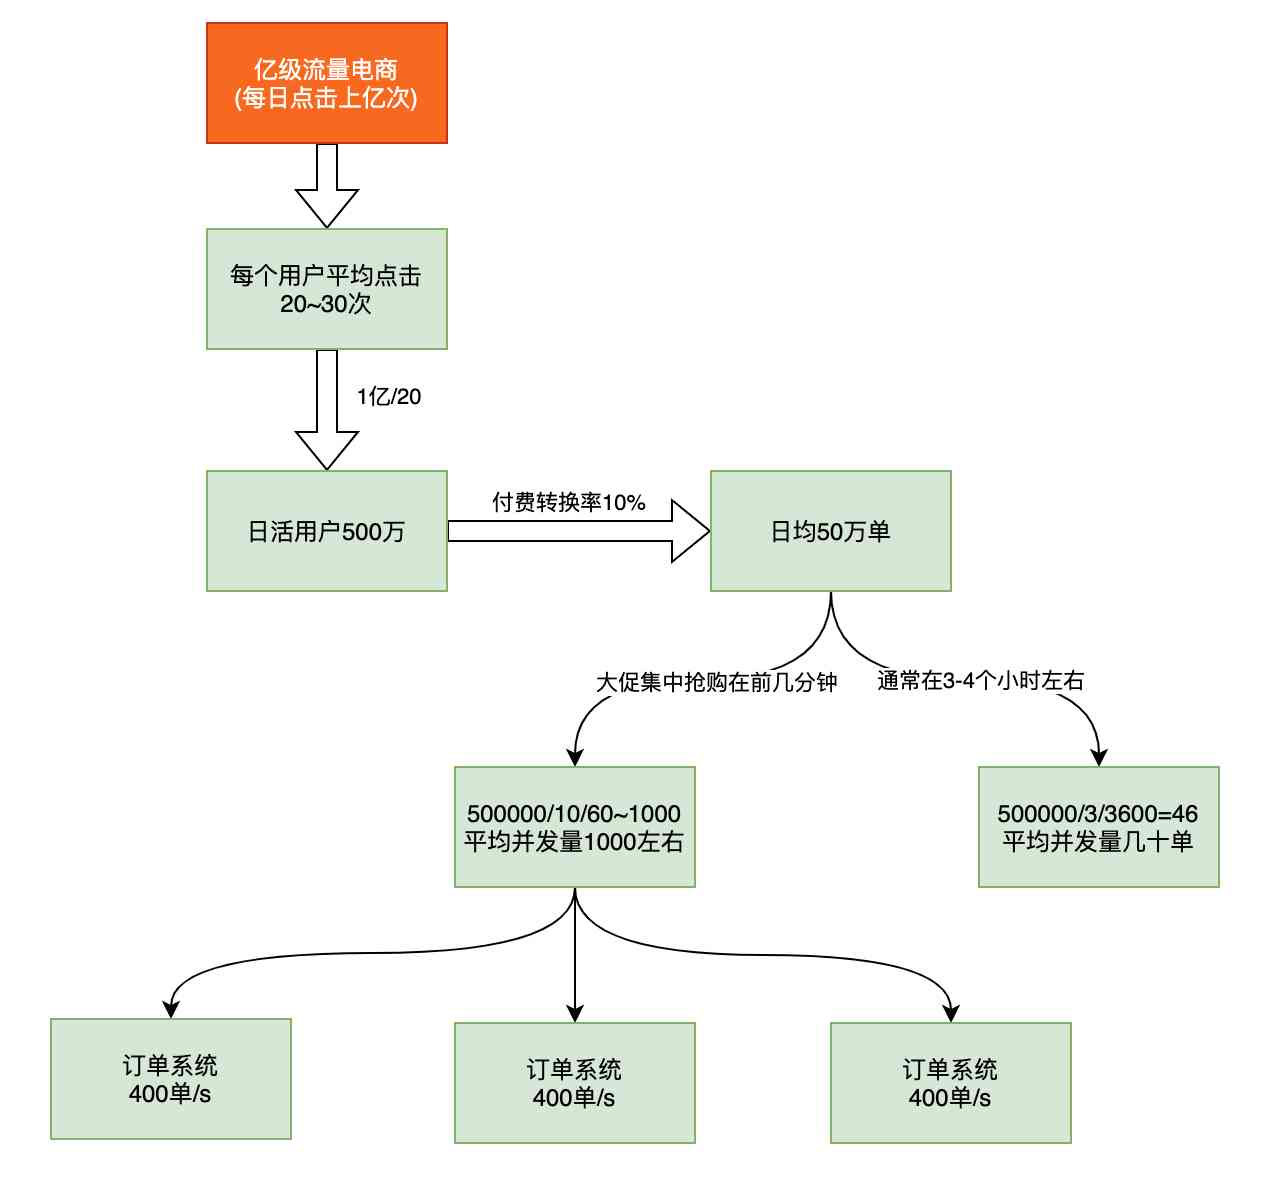 亿级流量电商
(每日点击上亿次)
每个用户平均点击
20~30次
1亿/20
日活用户500万
付费转换率10%
日均50万单
大促集中抢购在前几分钟
通常在3-4个小时左右
500000/10/60~1000
平均并发量1000左右
500000/3/3600=46
平均并发量几十单
订单系统
400单/s
订单系统
400单/s
订单系统
400单/s